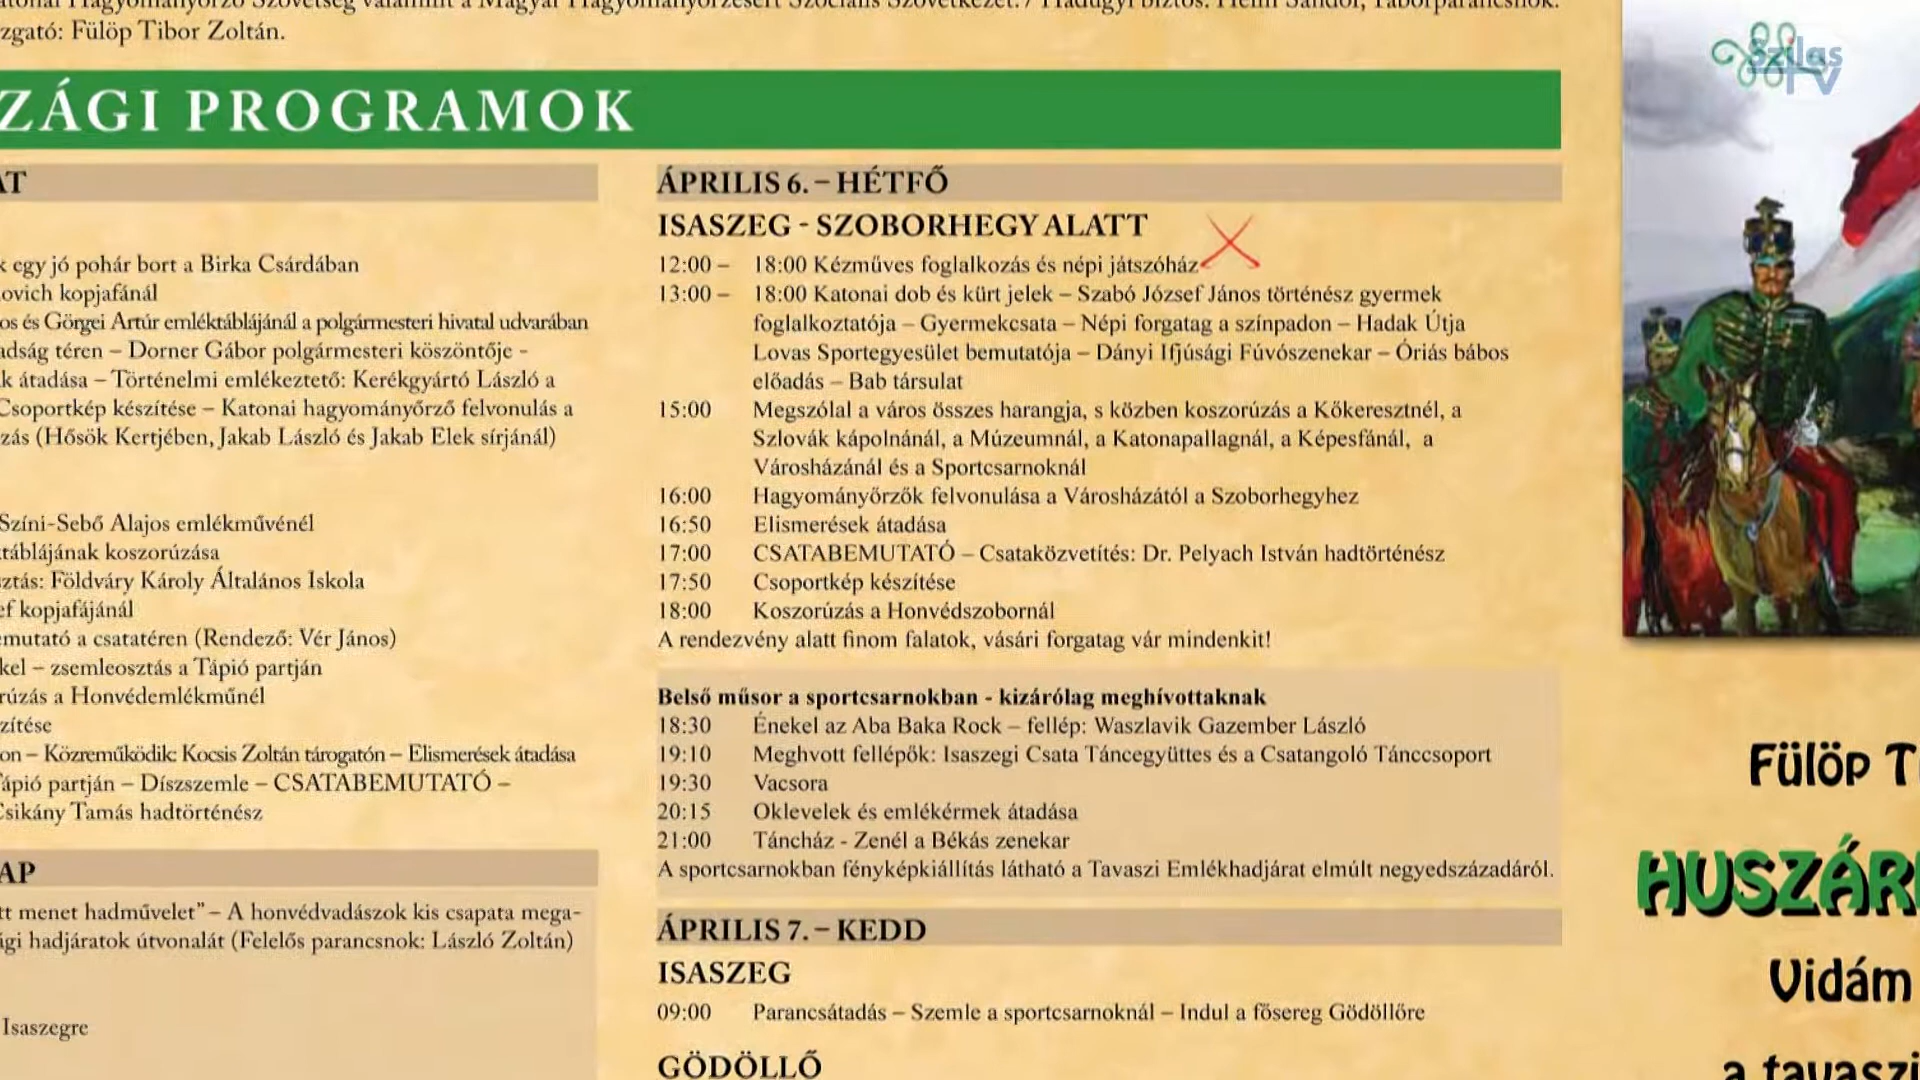 zgató: Fülöp Tibor Zoltán.
ZÁGI PROGRAMOK
AT
k egy jó pohár bort a Birka Csárdában
ovich kopjafánál
os és Görgei Artúr emléktáblájánál a polgármesteri hivatal udvarában
adság téren – Dorner Gábor polgármesteri köszöntője -
k átadása – Történelmi emlékeztető: Kerékgyártó László a
Csoportkép készítése – Katonai hagyományőrző felvonulás a
zás (Hősök Kertjében, Jakab László és Jakab Elek sírjánál)
Színi-Sebő Alajos emlékművénél
táblájának koszorúzása
ztás: Földváry Károly Általános Iskola
ef kopjafájánál
emutató a csatatéren (Rendező: Vér János)
kel – zsemleosztás a Tápió partján
rúzás a Honvédemlékműnél
zítése
on – Közreműködik: Kocsis Zoltán tárogatón – Elismerések átadása
ápió partján – Díszszemle – CSATABEMUTATÓ –
Csikány Tamás hadtörténész
AP
tt menet hadművelet” – A honvédvadászok kis csapata mega-
ági hadjáratok útvonalát (Felelős parancsnok: László Zoltán)
Isaszegre
ÁPRILIS 6. – HÉTFŐ
ISASZEG - SZOBORHEGY ALATT
12:00 – 18:00 Kézműves foglalkozás és népi játszóház
13:00 – 18:00 Katonai dob és kürt jelek – Szabó József János történész gyermek
foglalkoztatója – Gyermekcsata – Népi forgatag a színpadon – Hadak Útja
Lovas Sportegyesület bemutatója – Dányi Ifjúsági Fúvószenekar – Óriás bábos
előadás – Bab társulat
15:00 Megszólal a város összes harangja, s közben koszorúzás a Kőkeresztnél, a
Szlovák kápolnánál, a Múzeumnál, a Katonapallagnál, a Képesfánál, a
Városházánál és a Sportcsarnoknál
16:00 Hagyományőrzők felvonulása a Városházától a Szoborhegyhez
16:50 Elismerések átadása
17:00 CSATABEMUTATÓ – Csataközvetítés: Dr. Pelyach István hadtörténész
17:50 Csoportkép készítése
18:00 Koszorúzás a Honvédszobornál
A rendezvény alatt finom falatok, vásári forgatag vár mindenkit!
Belső műsor a sportcsarnokban - kizárólag meghívottaknak
18:30 Énekel az Aba Baka Rock – fellép: Waszlavik Gazember László
19:10 Meghvott fellépők: Isaszegi Csata Táncegyüttes és a Csatangoló Tánccsoport
19:30 Vacsora
20:15 Oklevelek és emlékérmek átadása
21:00 Táncház - Zenél a Békás zenekar
A sportcsarnokban fényképkiállítás látható a Tavaszi Emlékhadjárat elmúlt negyedszázadáról.
ÁPRILIS 7. – KEDD
ISASZEG
09:00 Parancsátadás – Szemle a sportcsarnoknál – Indul a fősereg Gödöllőre
GÖDÖLLŐ
Szilas
TV
Fülöp T
HUSZÁR
Vidám
a tavaszi